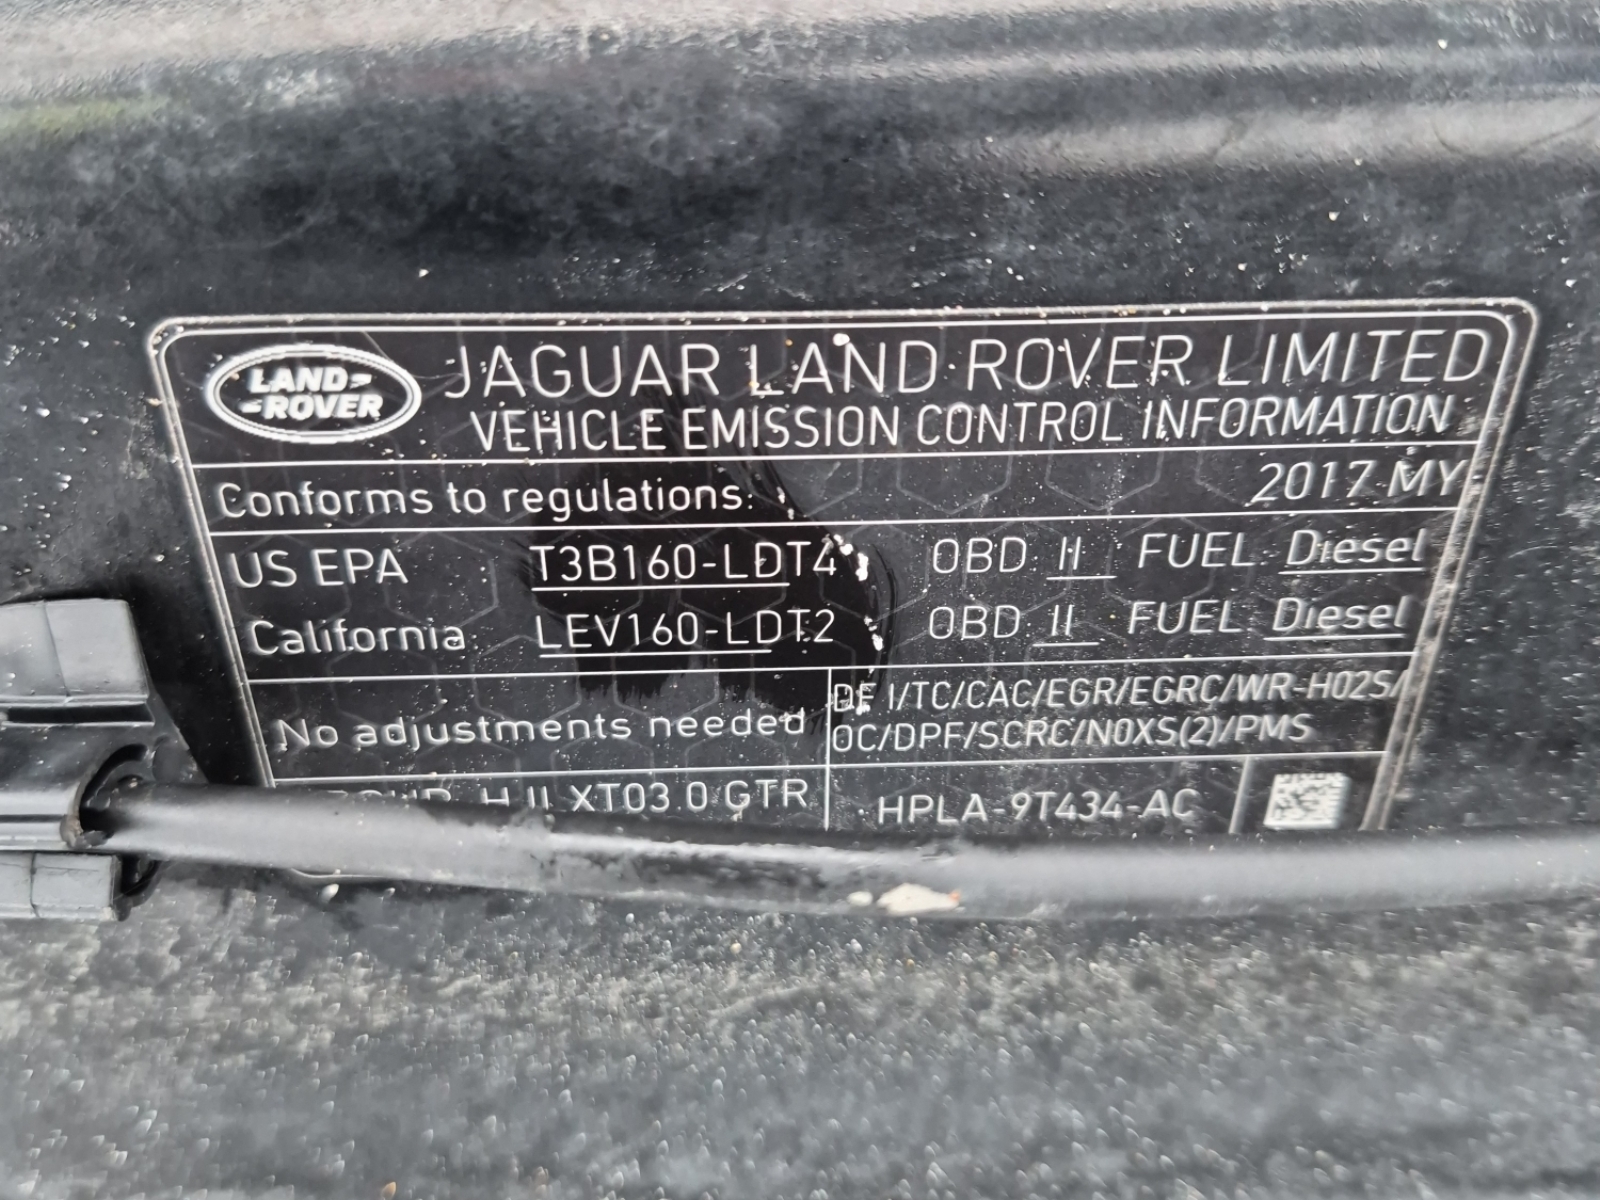 LAND-
-ROVER
JAGUAR LAND ROVER LIMITED
VEHICLE EMISSION CONTROL INFORMATION
Conforms to regulations: 2017 MY
US EPA T3B160-LDT4 OBD II FUEL Diesel
California LEV160-LDT2 OBD II FUEL Diesel
No adjustments needed
DF I/TC/CAC/EGR/EGRC/WR-HO2S/
OC/DPF/SCRC/NOXS(2)/PMS
XT03.0 GTR
HPLA-9T434-AC